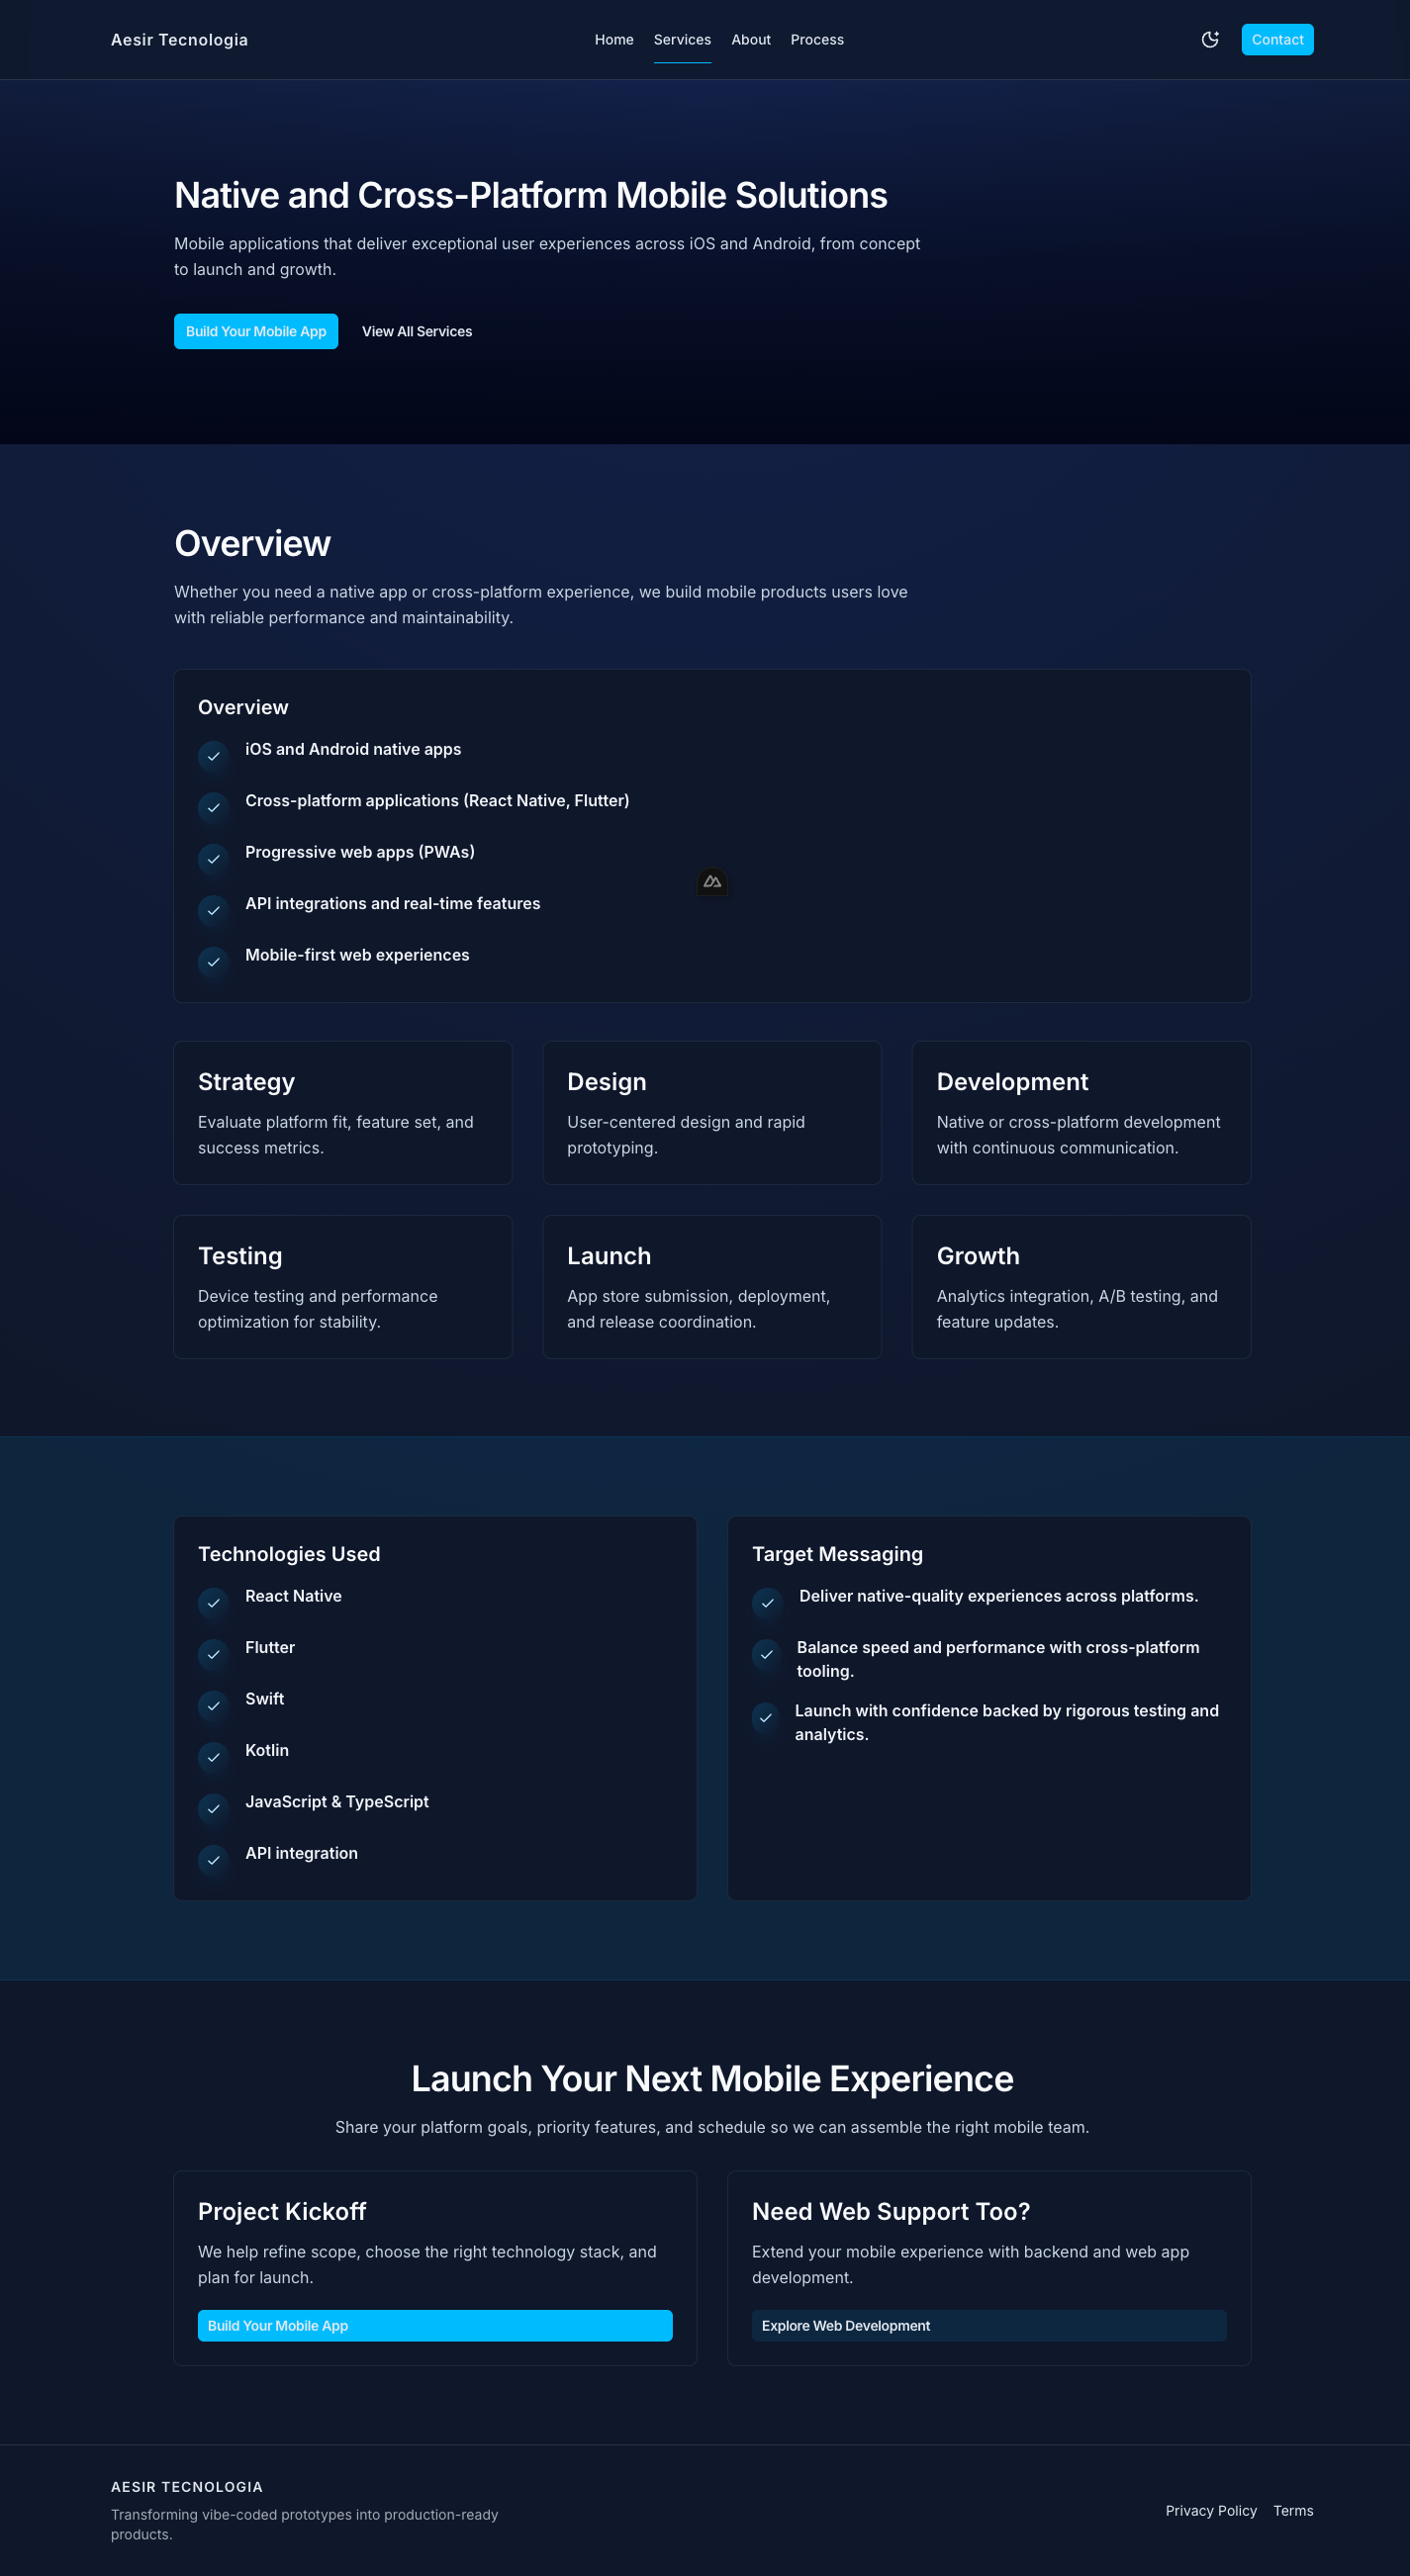 Aesir Tecnologia
Home Services About Process
Contact
Native and Cross-Platform Mobile Solutions
Mobile applications that deliver exceptional user experiences across iOS and Android, from concept
to launch and growth.
Build Your Mobile App View All Services
Overview
Whether you need a native app or cross-platform experience, we build mobile products users love
with reliable performance and maintainability.
Overview
iOS and Android native apps
Cross-platform applications (React Native, Flutter)
Progressive web apps (PWAs)
API integrations and real-time features
Mobile-first web experiences
Strategy
Evaluate platform fit, feature set, and
success metrics.
Design
User-centered design and rapid
prototyping.
Development
Native or cross-platform development
with continuous communication.
Testing
Device testing and performance
optimization for stability.
Launch
App store submission, deployment,
and release coordination.
Growth
Analytics integration, A/B testing, and
feature updates.
Technologies Used
React Native
Flutter
Swift
Kotlin
JavaScript & TypeScript
API integration
Target Messaging
Deliver native-quality experiences across platforms.
Balance speed and performance with cross-platform
tooling.
Launch with confidence backed by rigorous testing and
analytics.
Launch Your Next Mobile Experience
Share your platform goals, priority features, and schedule so we can assemble the right mobile team.
Project Kickoff
We help refine scope, choose the right technology stack, and
plan for launch.
Build Your Mobile App
Need Web Support Too?
Extend your mobile experience with backend and web app
development.
Explore Web Development
AESIR TECNOLOGIA
Transforming vibe-coded prototypes into production-ready
products.
Privacy Policy Terms